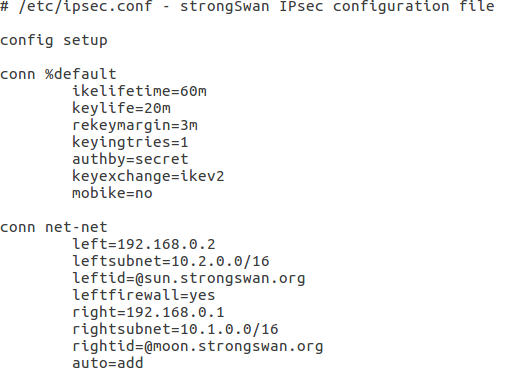 # /etc/ipsec.conf - strongSwan IPsec configuration file

config setup

conn %default
        ikelifetime=60m
        keylife=20m
        rekeymargin=3m
        keyingtries=1
        authby=secret
        keyexchange=ikev2
        mobike=no

conn net-net
        left=192.168.0.2
        leftsubnet=10.2.0.0/16
        leftid=@sun.strongswan.org
        leftfirewall=yes
        right=192.168.0.1
        rightsubnet=10.1.0.0/16
        rightid=@moon.strongswan.org
        auto=add